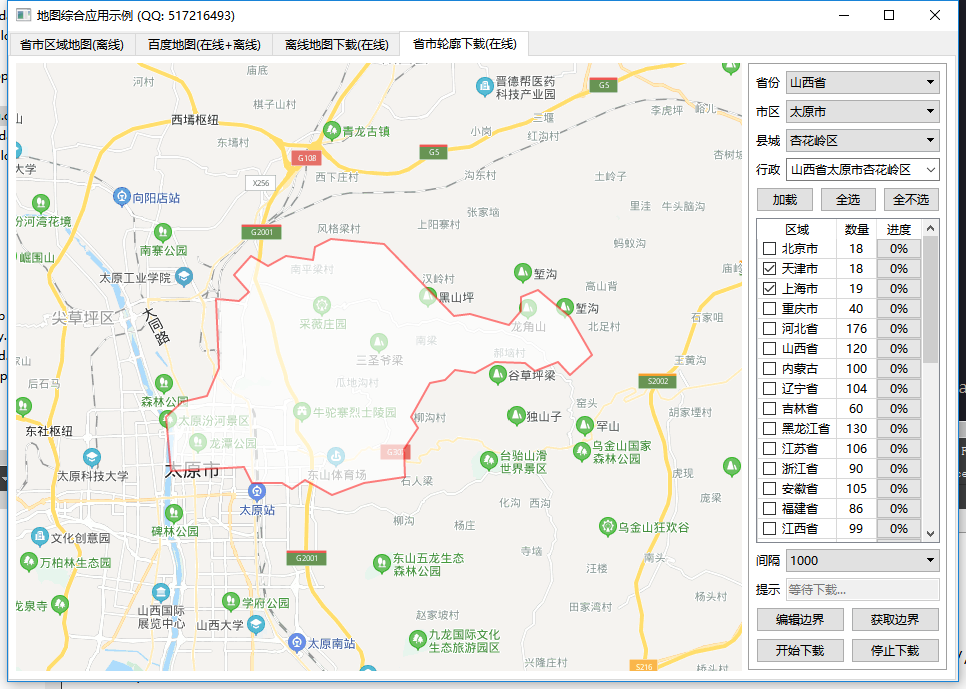 地图综合应用示例 (QQ: 517216493)
省市区域地图(离线)
百度地图(在线+离线)
离线地图下载(在线)
省市轮廓下载(在线)
河村
庙底
棋子山村
西墕枢纽
东墕村
青龙古镇
晋德帮医药
科技产业园
G5
三堰
小岗
红沟村
李虎坪
峪儿
G5
G108
X256
西下庄村
沟东村
土岭子
杏树坡
大学
向阳店站
汾河湾花境
南寨公园
崛围山
太原工业学院
G2001
风格梁村
张家垴
上阳寨村
里洼
牛头脑沟
蚂蚁沟
南平梁村
汉岭村
黑山坪
堑沟
高山背
堑沟
北足村
石家咀
尖草坪区
大同路
采薇庄园
龙角山
南梁
三圣爷梁
郝垴村
王黄沟
谷草坪梁
S2002
瓜地沟村
后石马
森林公园
太原汾河景区
牛驼寨烈士陵园
柳沟村
独山子
窑头
罕山
胡家堙村
东社枢纽
龙潭公园
G307
太原市
东山体育场
石人梁
台骀山滑
世界景区
乌金山国家
森林公园
太原科技大学
太原站
虎现
庞梁
化沟
西沟
柳沟
杨庄
碑林公园
乌金山狂欢谷
文化创意园
万柏林生态园
G2001
东山五龙生态
森林公园
寺墕
汪楼
南头
杨头村
龙泉寺
山西国际
展览中心
学府公园
山西大学
太原南站
赵家坡村
田家湾村
九龙国际文化
生态旅游园区
兴隆庄村
S216
桥头村
省份
山西省
市区
太原市
县城
杏花岭区
行政
山西省太原市杏花岭区
加载
全选
全不选
区域 数量 进度
北京市 18 0%
天津市 18 0%
上海市 19 0%
重庆市 40 0%
河北省 176 0%
山西省 120 0%
内蒙古 100 0%
辽宁省 104 0%
吉林省 60 0%
黑龙江省 130 0%
江苏省 106 0%
浙江省 90 0%
安徽省 105 0%
福建省 86 0%
江西省 99 0%
间隔
1000
提示
等待下载...
编辑边界
获取边界
开始下载
停止下载